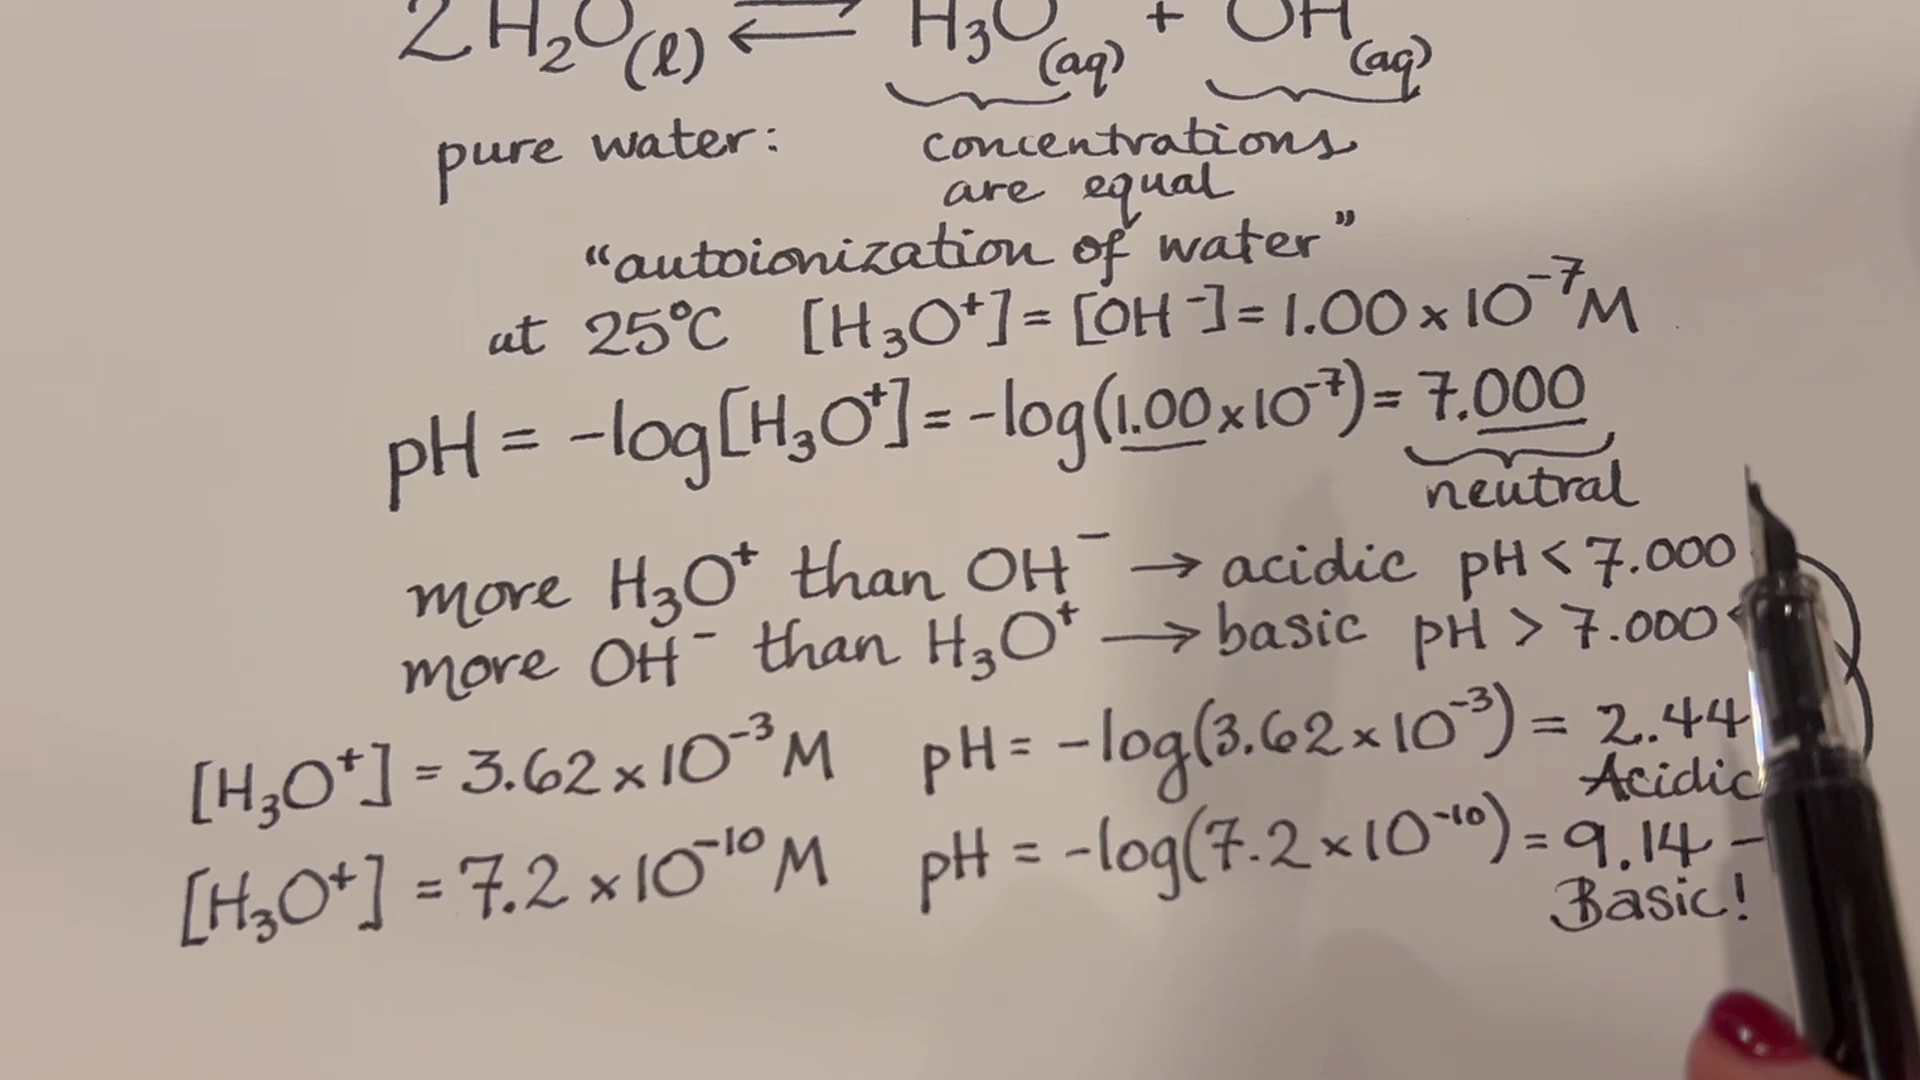 2 H₂O(l) ⇌ H₃O(aq) + OH(aq)
pure water: concentrations
are equal
“autoionization of water”
at 25°C [H₃O⁺] = [OH⁻] = 1.00 × 10⁻⁷ M
pH = -log[H₃O⁺] = -log(1.00 × 10⁻⁷) = 7.000
neutral
more H₃O⁺ than OH⁻ → acidic pH < 7.000
more OH⁻ than H₃O⁺ → basic pH > 7.000
[H₃O⁺] = 3.62 × 10⁻³ M pH = -log(3.62 × 10⁻³) = 2.44
Acidic
[H₃O⁺] = 7.2 × 10⁻¹⁰ M pH = -log(7.2 × 10⁻¹⁰) = 9.14 –
Basic!